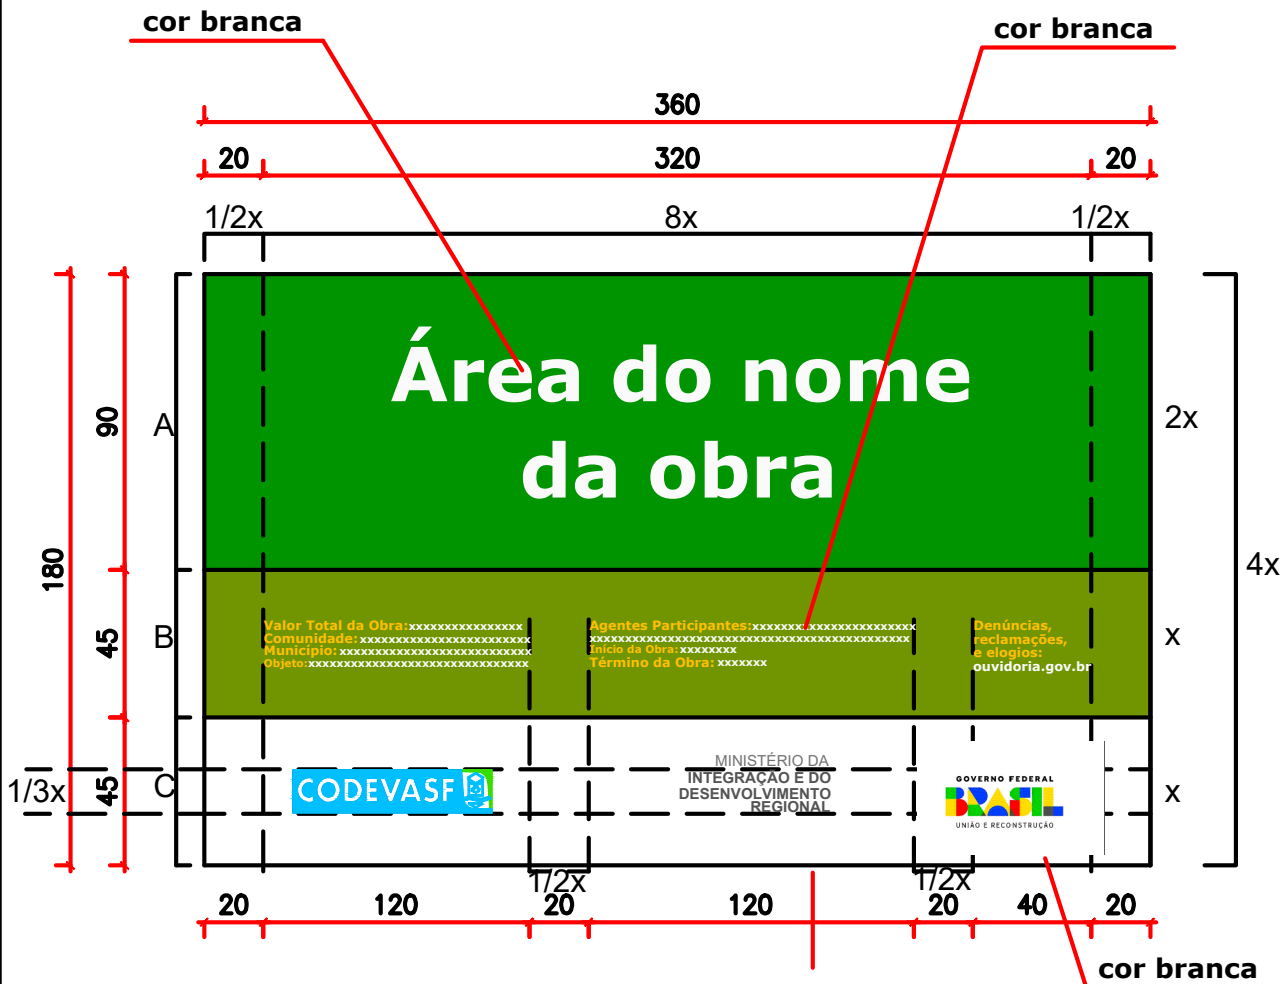 cor branca
cor branca
360
20
320
20
1/2x
8x
1/2x
Área do nome
da obra
90
A
2x
180
4x
45
B
x
Valor Total da Obra:xxxxxxxxxxxxxxxx
Comunidade: xxxxxxxxxxxxxxxxxxxxxxxx
Município: xxxxxxxxxxxxxxxxxxxxxxxxxxx
Objeto:xxxxxxxxxxxxxxxxxxxxxxxxxxxxxxx
Agentes Participantes:xxxxxxxxxxxxxxxxxxxxxxx
xxxxxxxxxxxxxxxxxxxxxxxxxxxxxxxxxxxxxxxxxxxxx
Início da Obra: xxxxxxxx
Término da Obra: xxxxxxx
Denúncias,
reclamações,
e elogios:
ouvidoria.gov.br
1/3x
45
C
x
CODEVASF
MINISTÉRIO DA
INTEGRAÇÃO E DO
DESENVOLVIMENTO
REGIONAL
GOVERNO FEDERAL
BRASIL
UNIÃO E RECONSTRUÇÃO
1/2x
1/2x
20
120
20
120
20
40
20
cor branca